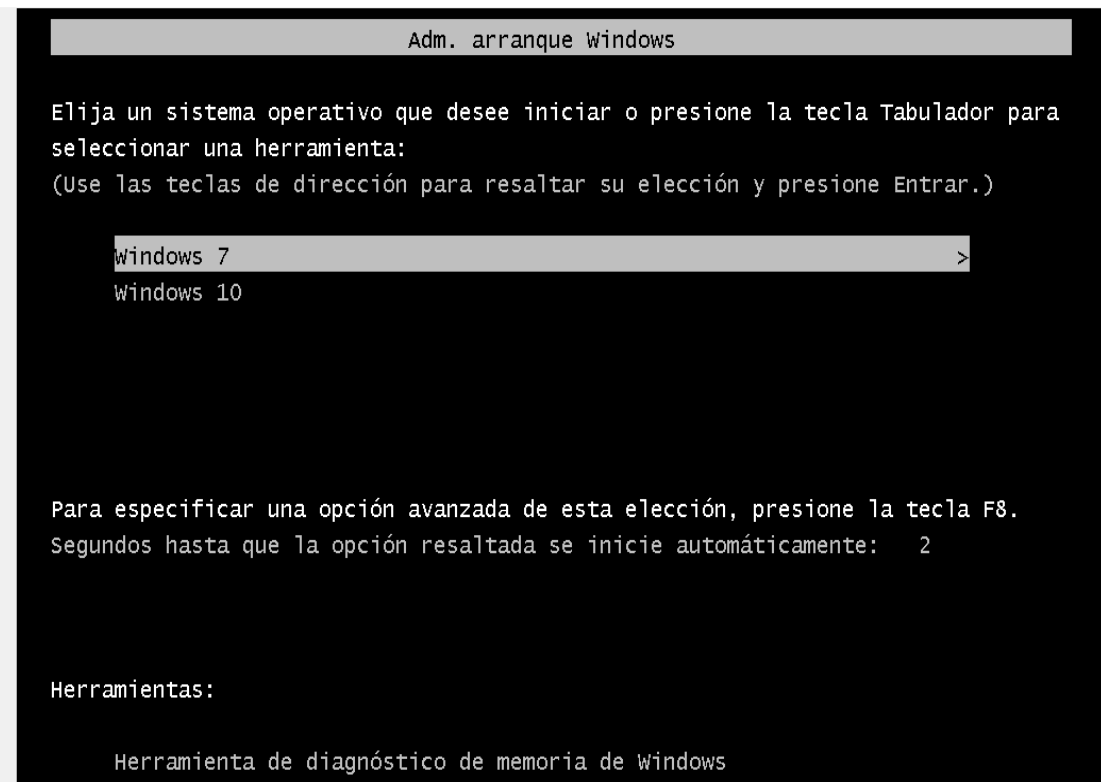 Adm. arranque Windows
Elija un sistema operativo que desee iniciar o presione la tecla Tabulador para
seleccionar una herramienta:
(Use las teclas de dirección para resaltar su elección y presione Entrar.)
Windows 7 >
Windows 10
Para especificar una opción avanzada de esta elección, presione la tecla F8.
Segundos hasta que la opción resaltada se inicie automáticamente: 2
Herramientas:
Herramienta de diagnóstico de memoria de Windows